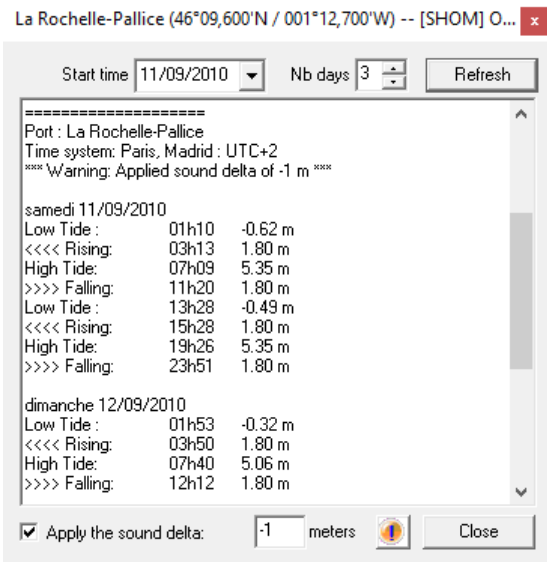 La Rochelle-Pallice (46°09,600'N / 001°12,700'W) -- [SHOM] O... x
Start time 11/09/2010 Nb days 3 Refresh
====================
Port : La Rochelle-Pallice
Time system: Paris, Madrid : UTC+2
*** Warning: Applied sound delta of -1 m ***
samedi 11/09/2010
Low Tide : 01h10 -0.62 m
<<<< Rising: 03h13 1.80 m
High Tide: 07h09 5.35 m
>>>> Falling: 11h20 1.80 m
Low Tide : 13h28 -0.49 m
<<<< Rising: 15h28 1.80 m
High Tide: 19h26 5.35 m
>>>> Falling: 23h51 1.80 m
dimanche 12/09/2010
Low Tide : 01h53 -0.32 m
<<<< Rising: 03h50 1.80 m
High Tide: 07h40 5.06 m
>>>> Falling: 12h12 1.80 m
Apply the sound delta: -1 meters Close